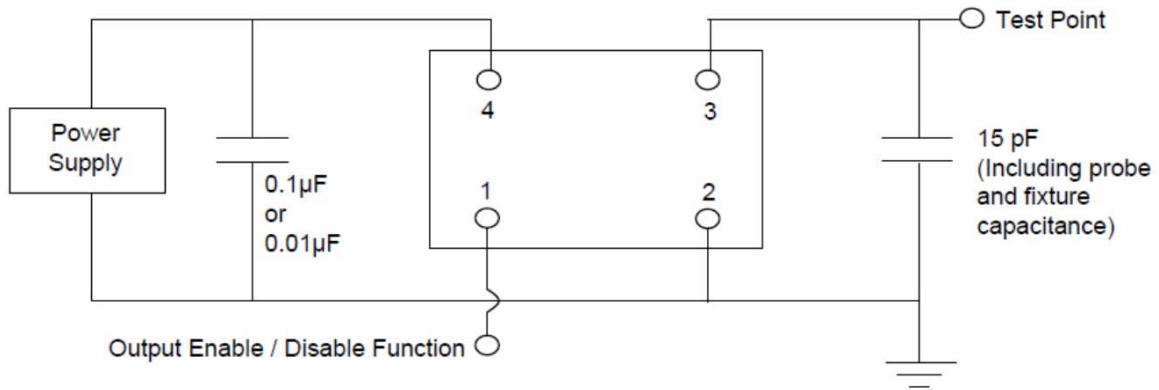 Test Point
4
3
Power
Supply
15 pF
(Including probe
and fixture
capacitance)
0.1µF
or
0.01µF
1
2
Output Enable / Disable Function